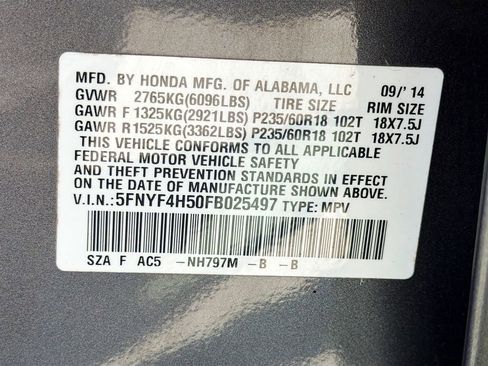 MFD. BY HONDA MFG. OF ALABAMA, LLC 09/' 14
GVWR 2765KG(6096LBS) TIRE SIZE RIM SIZE
GAWR F 1325KG(2921LBS) P235/60R18 102T 18X7.5J
GAWR R1525KG(3362LBS) P235/60R18 102T 18X7.5J
THIS VEHICLE CONFORMS TO ALL APPLICABLE
FEDERAL MOTOR VEHICLE SAFETY AND
THEFT PREVENTION STANDARDS IN EFFECT ON
THE DATE OF MANUFACTURE SHOWN ABOVE.
V.I.N.:5FNYF4H50FB025497 TYPE: MPV
SZA F AC5 -NH797M -B -B